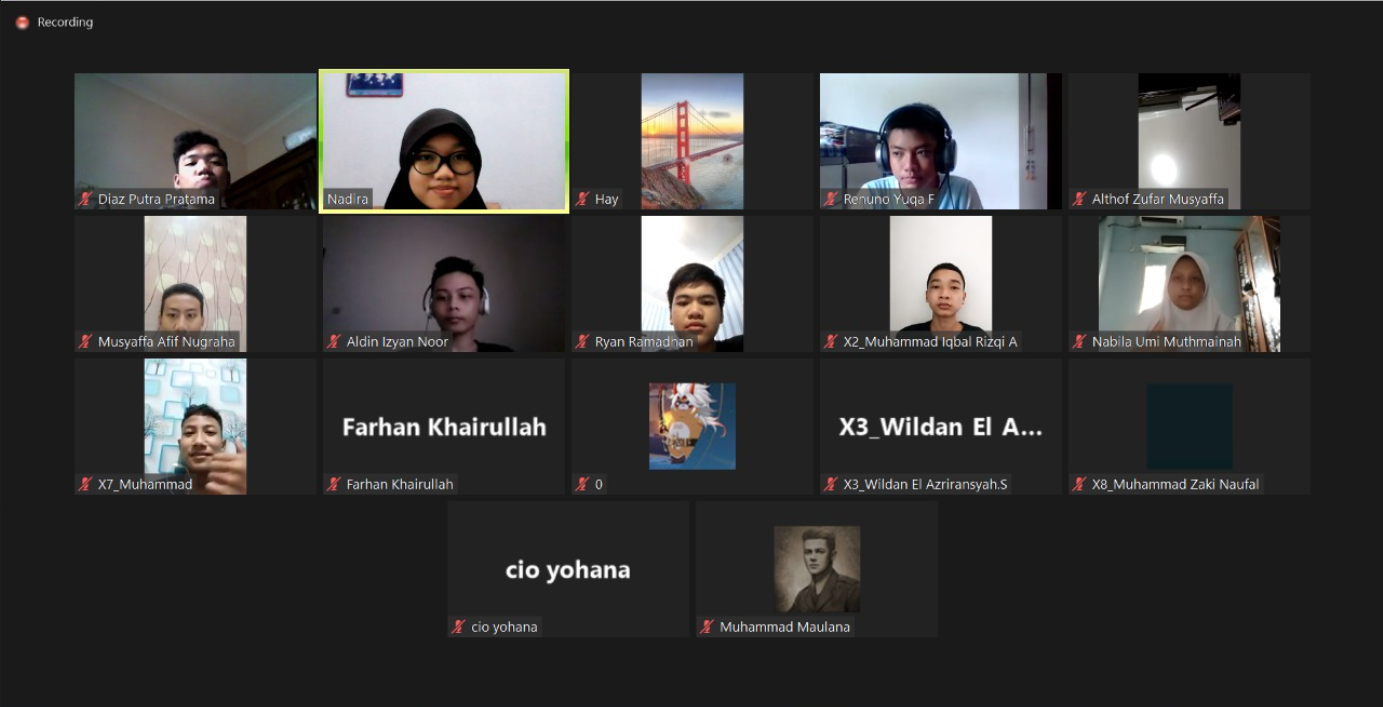 Recording
Diaz Putra Pratama
Nadira
Hay
Renuno Yuqa F
Althof Zufar Musyaffa
Musyaffa Afif Nugraha
Aldin Izyan Noor
Ryan Ramadhan
X2_Muhammad Iqbal Rizqi A
Nabila Umi Muthmainah
X7_Muhammad
Farhan Khairullah
Farhan Khairullah
0
X3_Wildan El A...
X3_Wildan El Azriransyah.S
X8_Muhammad Zaki Naufal
cio yohana
cio yohana
Muhammad Maulana